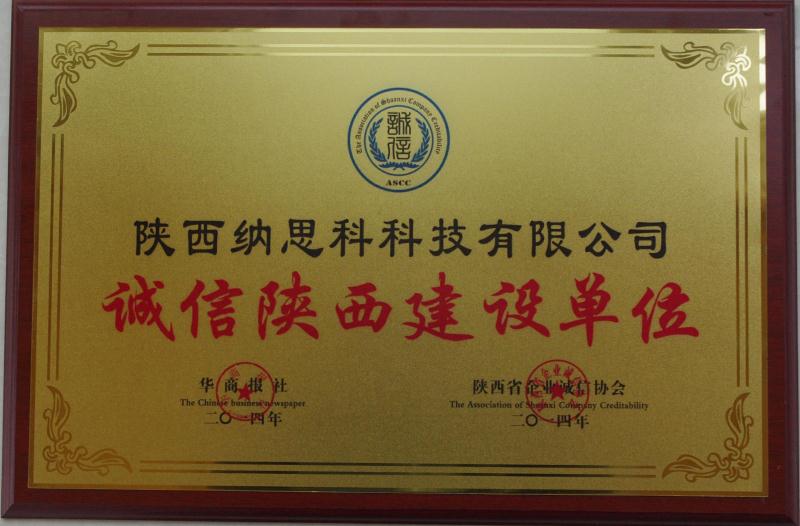 The Association of Shaanxi Company Creditability
誠信
ASCC
陕西纳思科科技有限公司
诚信陕西建设单位
华商报社
The Chinese business newspaper
二〇一四年
陕西省企业诚信协会
The Association of Shaanxi Company Creditability
二〇一四年